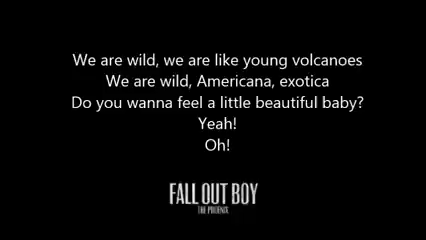 We are wild, we are like young volcanoes
We are wild, Americana, exotica
Do you wanna feel a little beautiful baby?
Yeah!
Oh!
FALL OUT BOY
THE PHOENIX